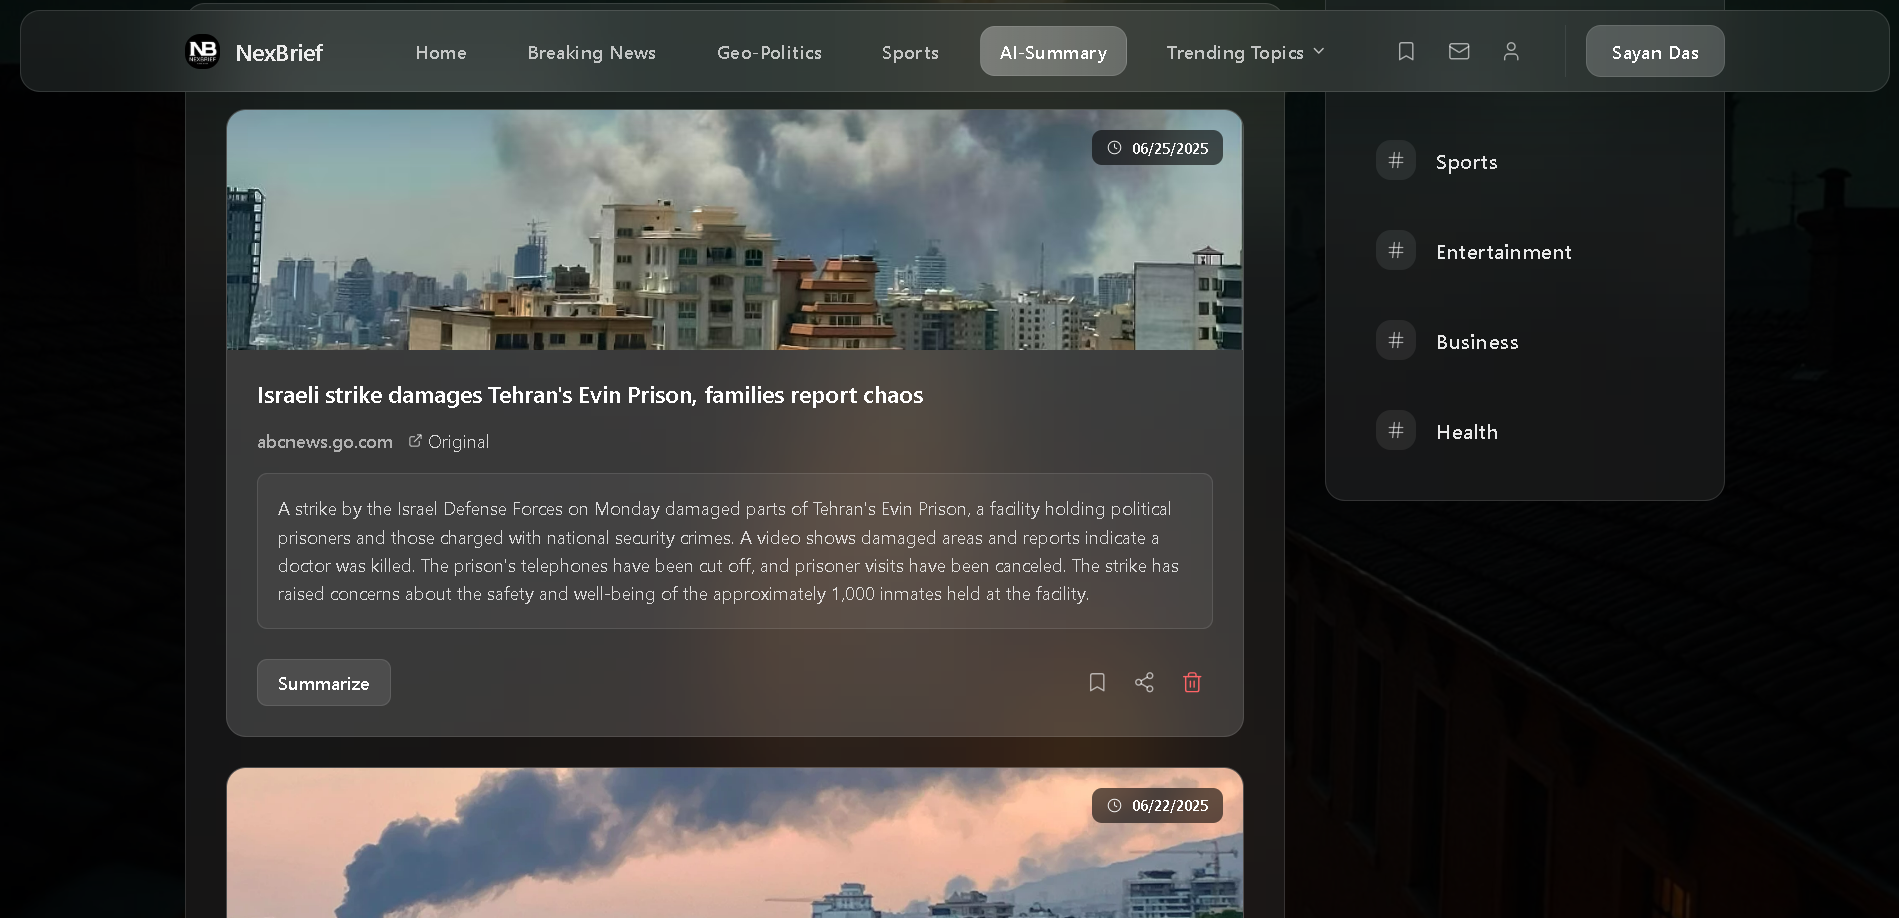 NB
NEXBRIEF
NexBrief
Home
Breaking News
Geo-Politics
Sports
AI-Summary
Trending Topics
Sayan Das
06/25/2025
Israeli strike damages Tehran's Evin Prison, families report chaos
abcnews.go.com Original
A strike by the Israel Defense Forces on Monday damaged parts of Tehran's Evin Prison, a facility holding political
prisoners and those charged with national security crimes. A video shows damaged areas and reports indicate a
doctor was killed. The prison's telephones have been cut off, and prisoner visits have been canceled. The strike has
raised concerns about the safety and well-being of the approximately 1,000 inmates held at the facility.
Summarize
06/22/2025
# Sports
# Entertainment
# Business
# Health